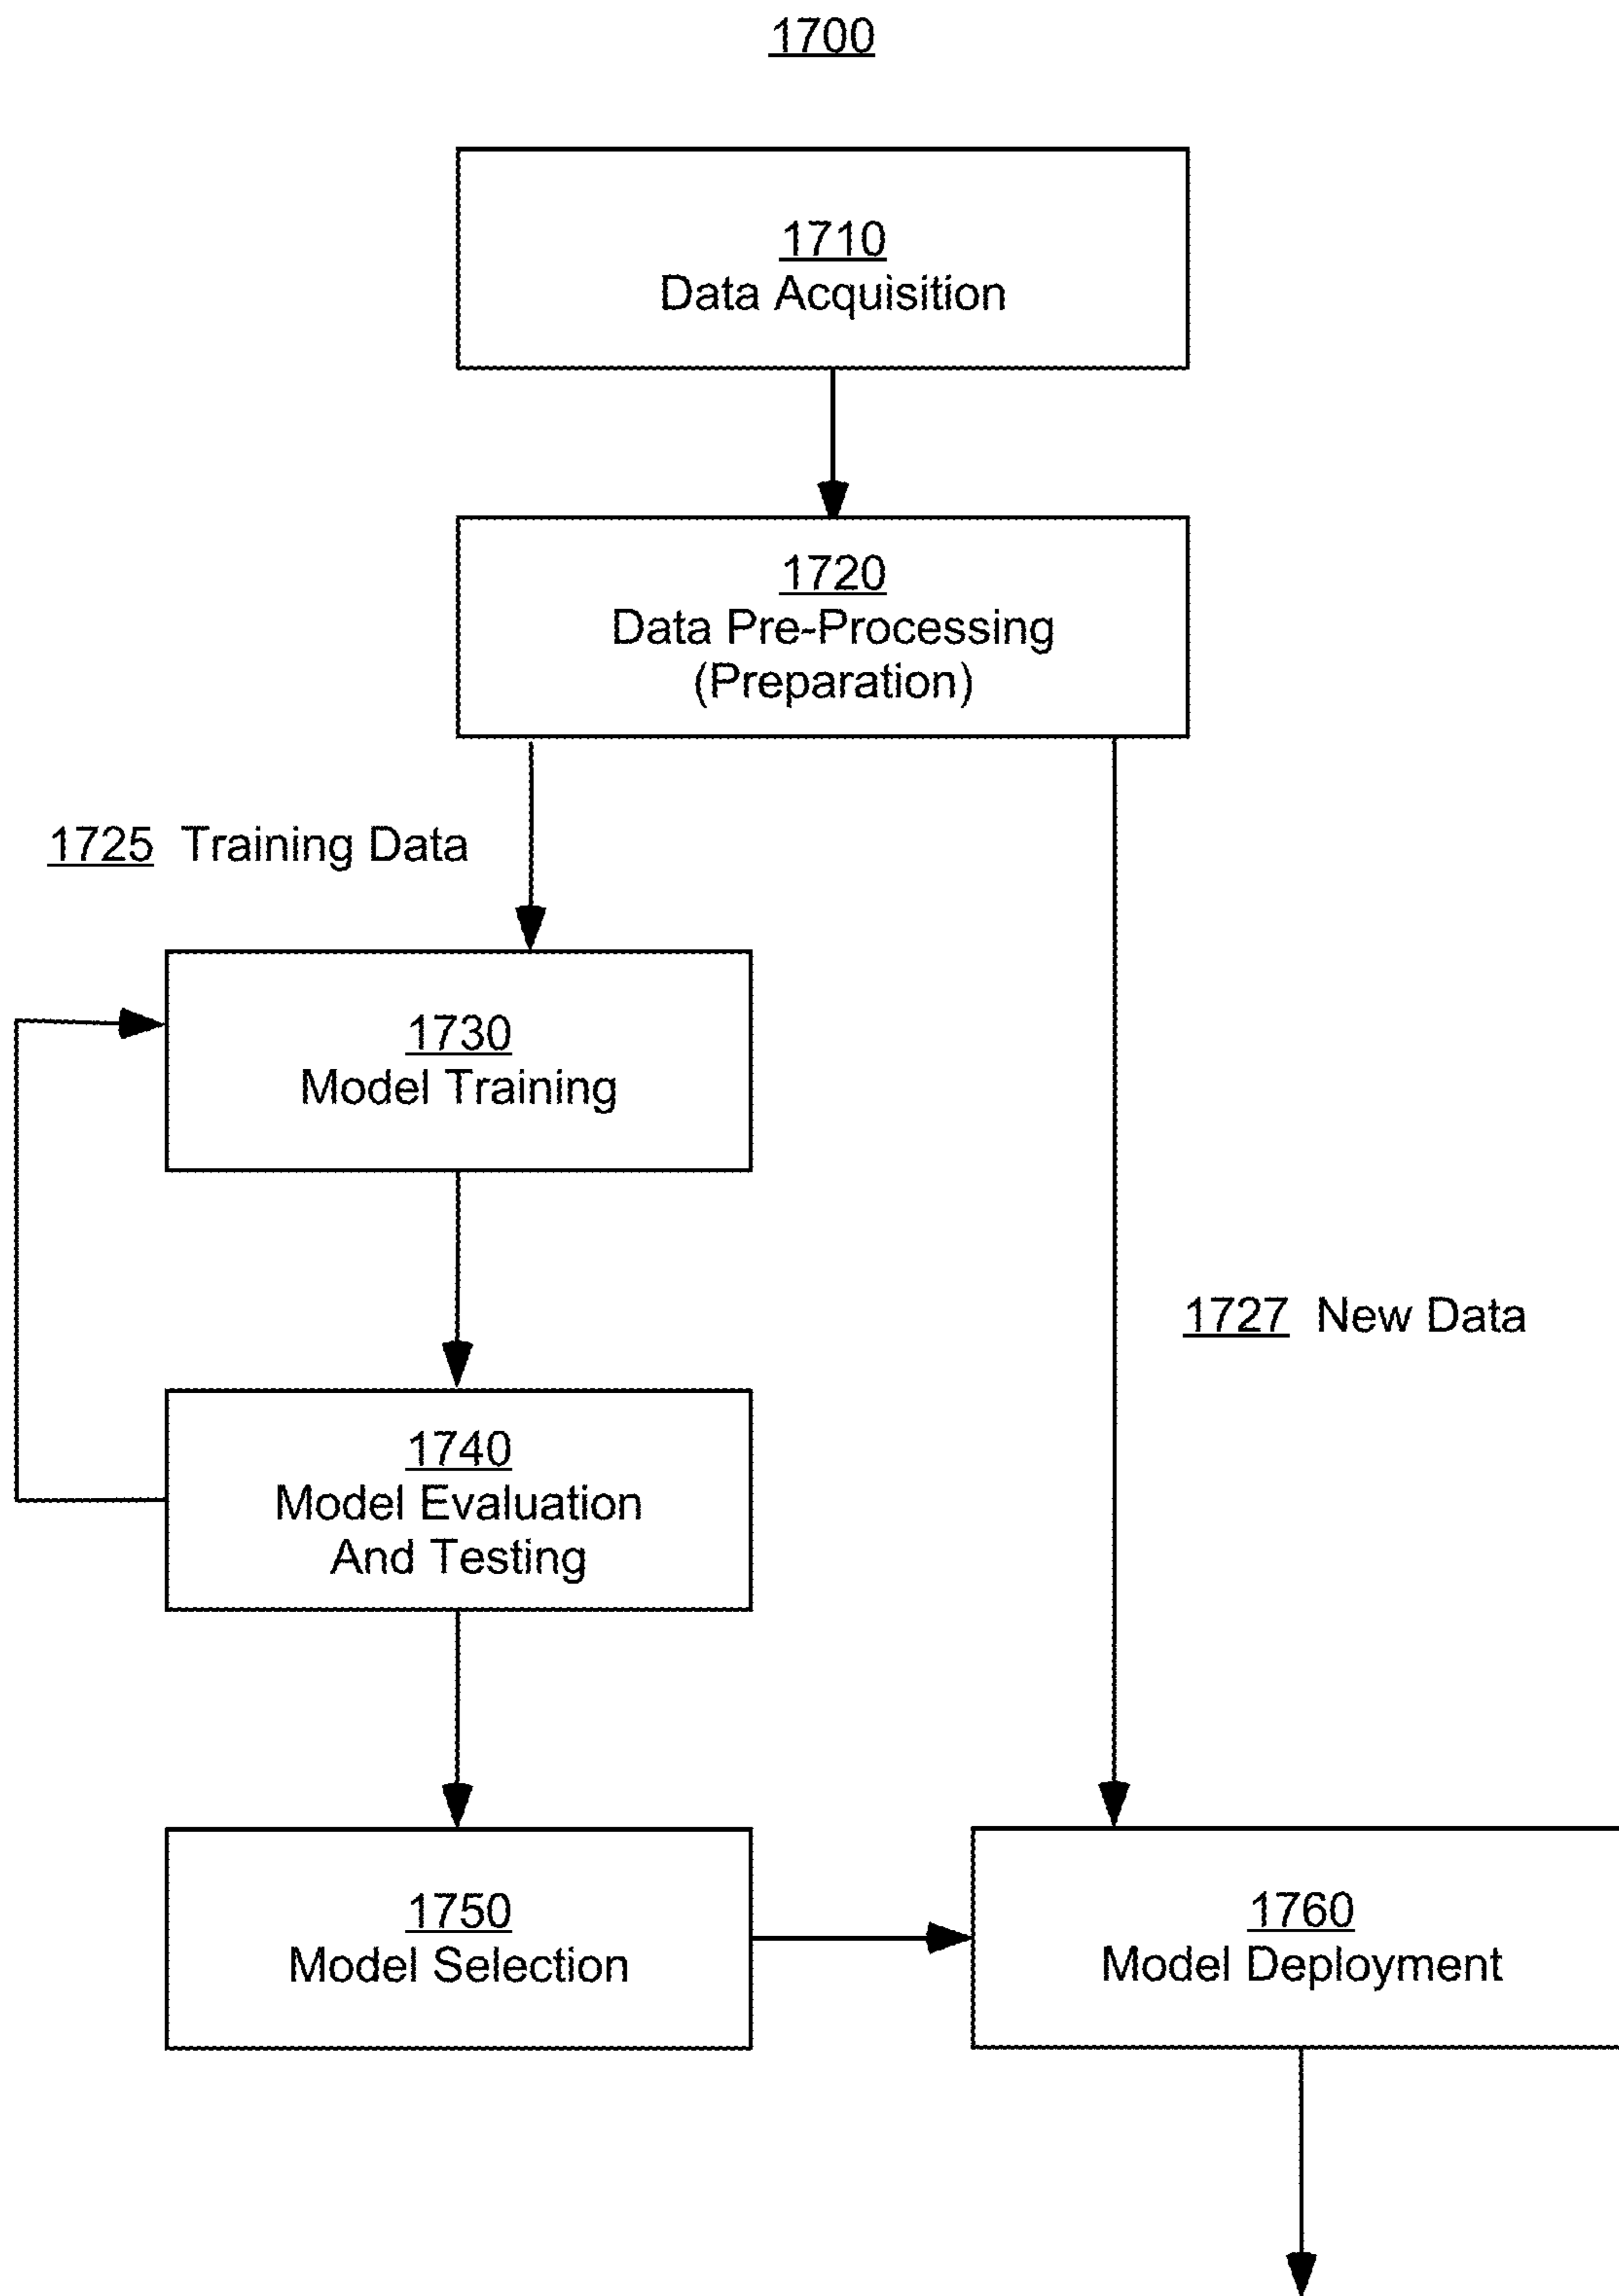 1700
1710
Data Acquisition
1720
Data Pre-Processing
(Preparation)
1725 Training Data
1730
Model Training
1727 New Data
1740
Model Evaluation
And Testing
1750
Model Selection
1760
Model Deployment